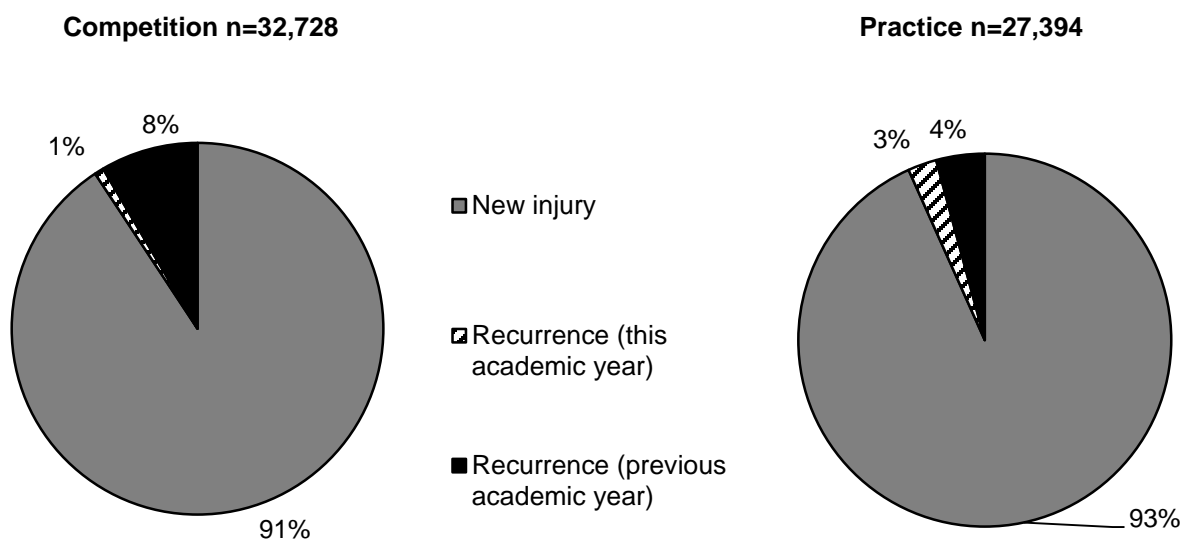 Competition n=32,728
Practice n=27,394
8%
1%
91%
New injury
Recurrence (this
academic year)
Recurrence (previous
academic year)
3%
4%
93%